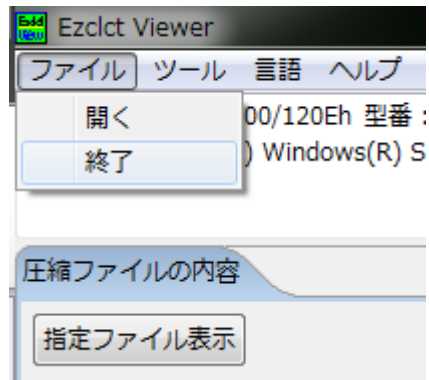 Ezclct Viewer
ファイル ツール 言語 ヘルプ
開く
00/120Eh 型番:
終了
) Windows(R) S
圧縮ファイルの内容
指定ファイル表示